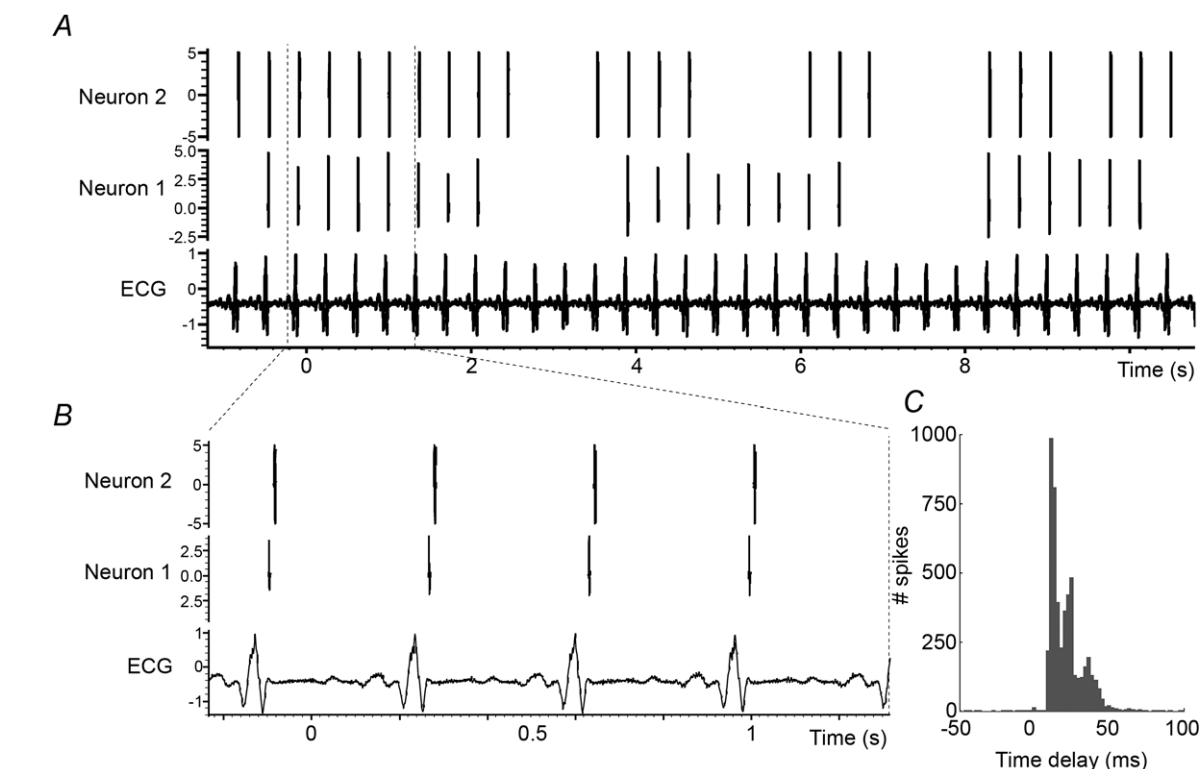 A
Neuron 2
5
0
-5
Neuron 1
5.0
2.5
0.0
-2.5
ECG
1
0
-1
0 2 4 6 8 Time (s)
B
Neuron 2
5
0
-5
Neuron 1
2.5
0.0
2.5
ECG
1
0
-1
0 0.5 1 Time (s)
C
# spikes
1000
750
500
250
0
-50 0 50 100
Time delay (ms)